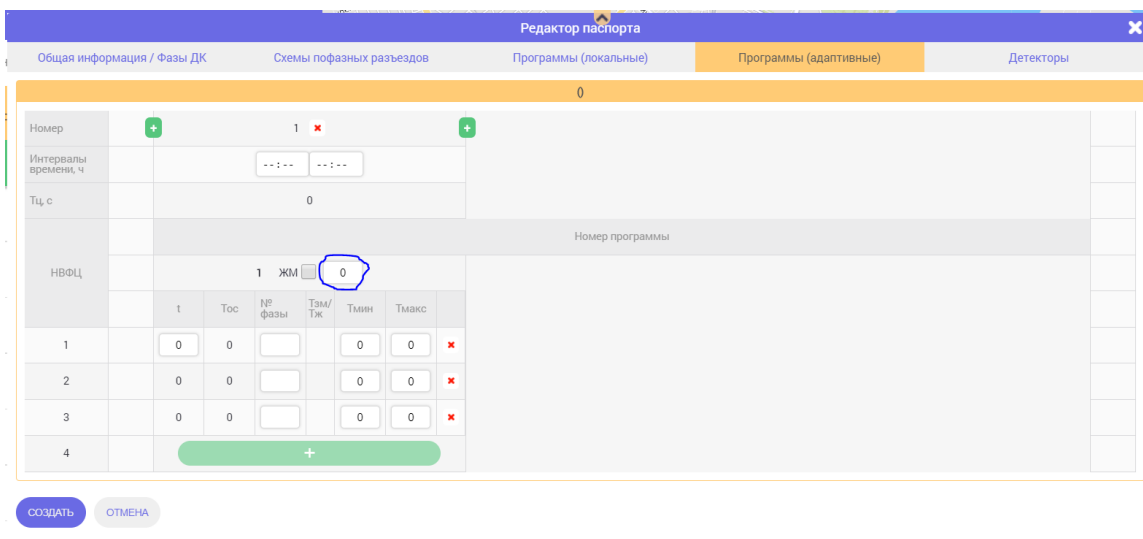 Редактор паспорта
Общая информация / Фазы ДК Схемы пофазных разъездов Программы (локальные) Программы (адаптивные) Детекторы
()
Номер + 1 +
Интервалы времени, ч --:-- --:--
Тц, с 0
Номер программы
НВФЦ 1 ЖМ 0
t Тос № фазы Тзм/Тж Тмин Тмакс
1 0 0 0 0
2 0 0 0 0
3 0 0 0 0
4 +
СОЗДАТЬ ОТМЕНА